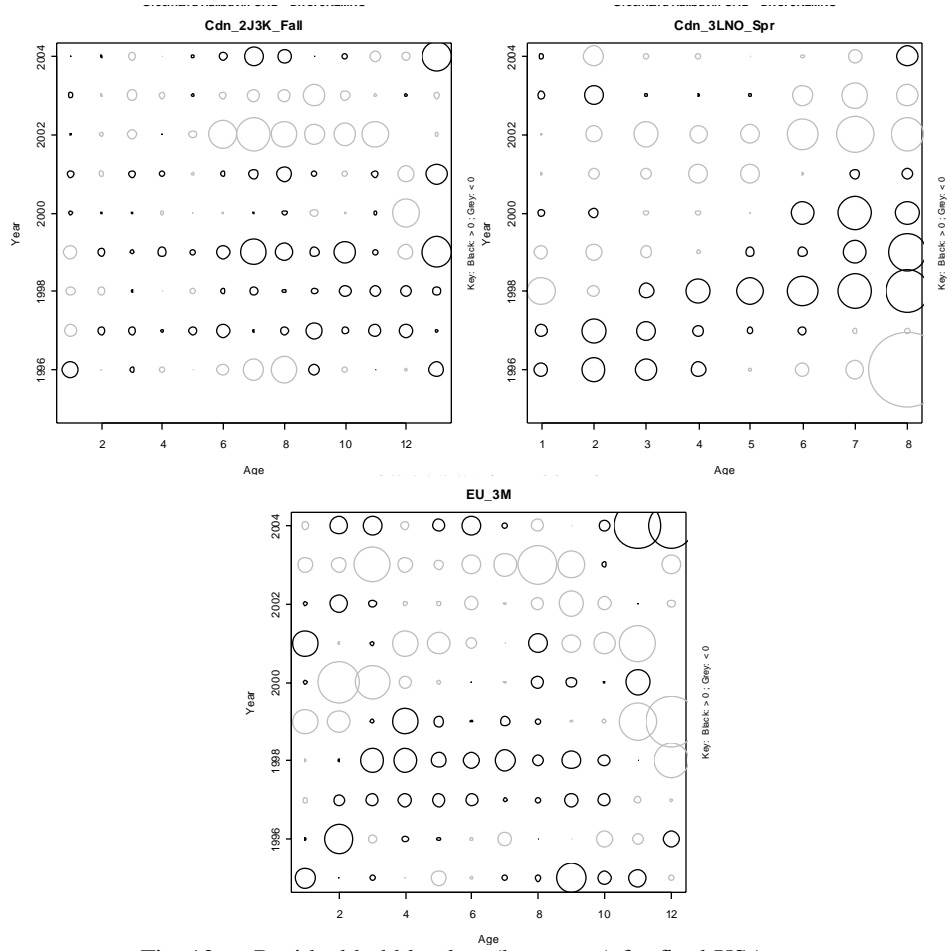 Cdn_2J3K_Fall
Year
1996 1998 2000 2002 2004
2 4 6 8 10 12
Age
Key: Black: > 0 ; Grey: < 0
Cdn_3LNO_Spr
Year
1996 1998 2000 2002 2004
1 2 3 4 5 6 7 8
Age
Key: Black: > 0 ; Grey: < 0
EU_3M
Year
1996 1998 2000 2002 2004
2 4 6 8 10 12
Age
Key: Black: > 0 ; Grey: < 0